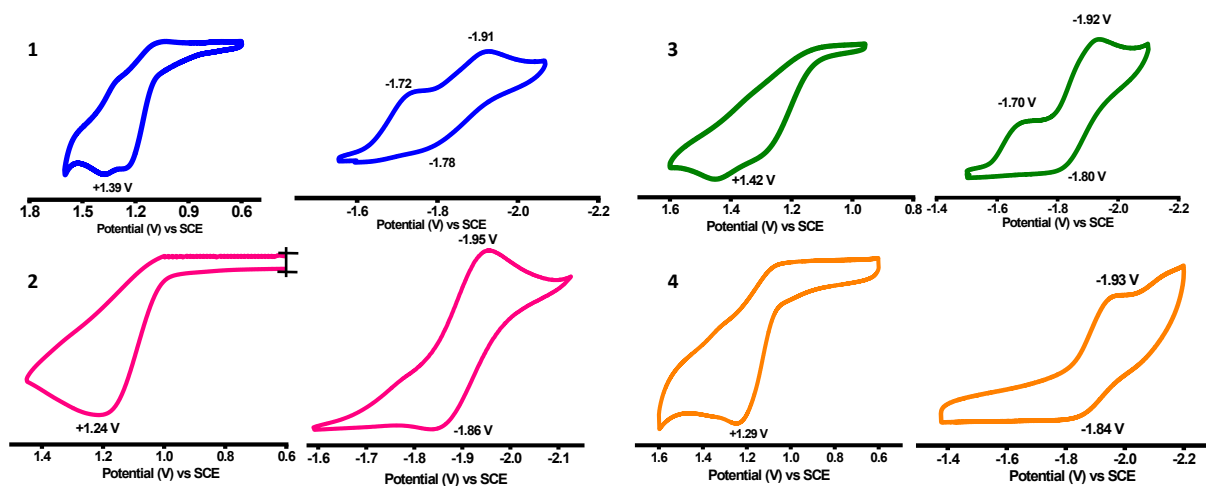 1
+1.39 V
1.8 1.5 1.2 0.9 0.6
Potential (V) vs SCE
-1.72
-1.91
-1.78
-1.6 -1.8 -2.0 -2.2
Potential (V) vs SCE
3
+1.42 V
1.6 1.4 1.2 1.0 0.8
Potential (V) vs SCE
-1.70 V
-1.92 V
-1.80 V
-1.4 -1.6 -1.8 -2.0 -2.2
Potential (V) vs SCE
2
+1.24 V
1.4 1.2 1.0 0.8 0.6
Potential (V) vs SCE
-1.95 V
-1.86 V
-1.6 -1.7 -1.8 -1.9 -2.0 -2.1
Potential (V) vs SCE
4
+1.29 V
1.6 1.4 1.2 1.0 0.8 0.6
Potential (V) vs SCE
-1.93 V
-1.84 V
-1.4 -1.6 -1.8 -2.0 -2.2
Potential (V) vs SCE